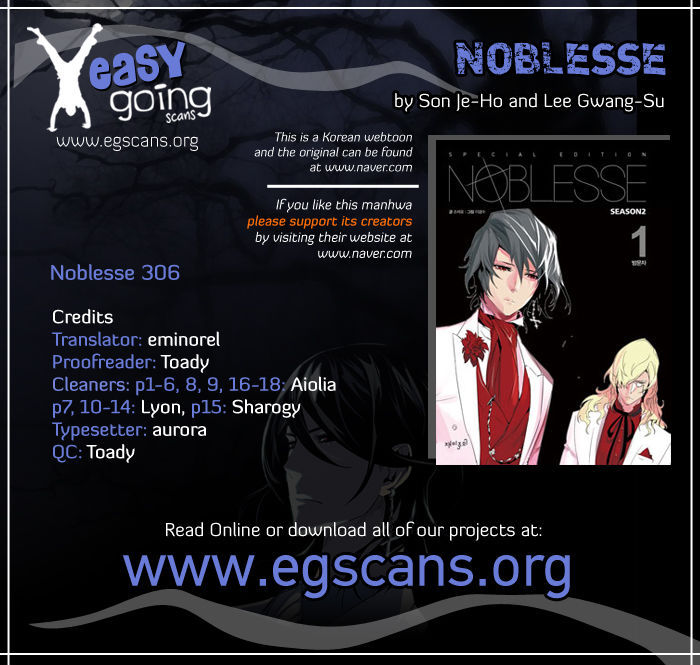 easy
going
scans
www.egscans.org
NOBLESSE
by Son Je-Ho and Lee Gwang-Su
This is a Korean webtoon
and the original can be found
at www.naver.com
If you like this manhwa
please support its creators
by visiting their website at
www.naver.com
SPECIAL EDITION
NOBLESSE
SEASON2
1
방문자
Noblesse 306
Credits
Translator: eminorel
Proofreader: Toady
Cleaners: p1-6, 8, 9, 16-18: Aiolia
p7, 10-14: Lyon, p15: Sharogy
Typesetter: aurora
QC: Toady
Read Online or download all of our projects at:
www.egscans.org